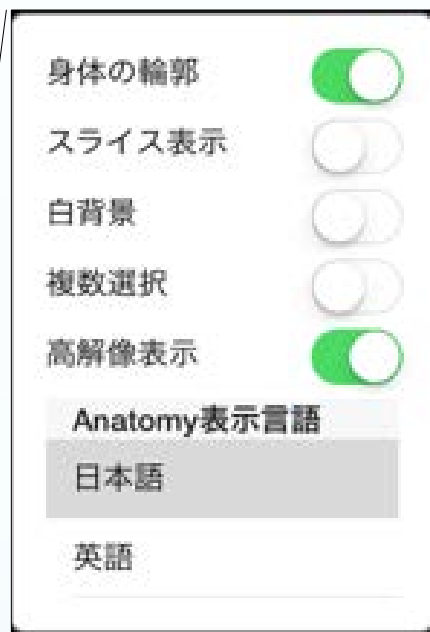 身体の輪郭
スライス表示
白背景
複数選択
高解像表示
Anatomy表示言語
日本語
英語